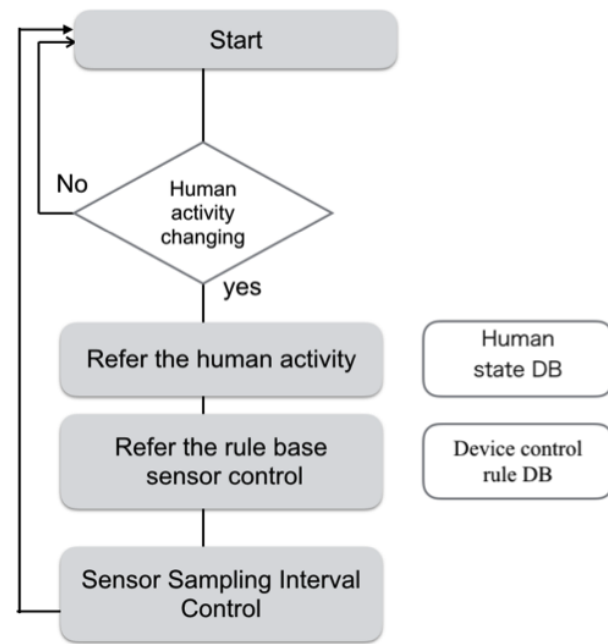 Start
Human
activity
changing
No
yes
Refer the human activity
Human
state DB
Refer the rule base
sensor control
Device control
rule DB
Sensor Sampling Interval
Control